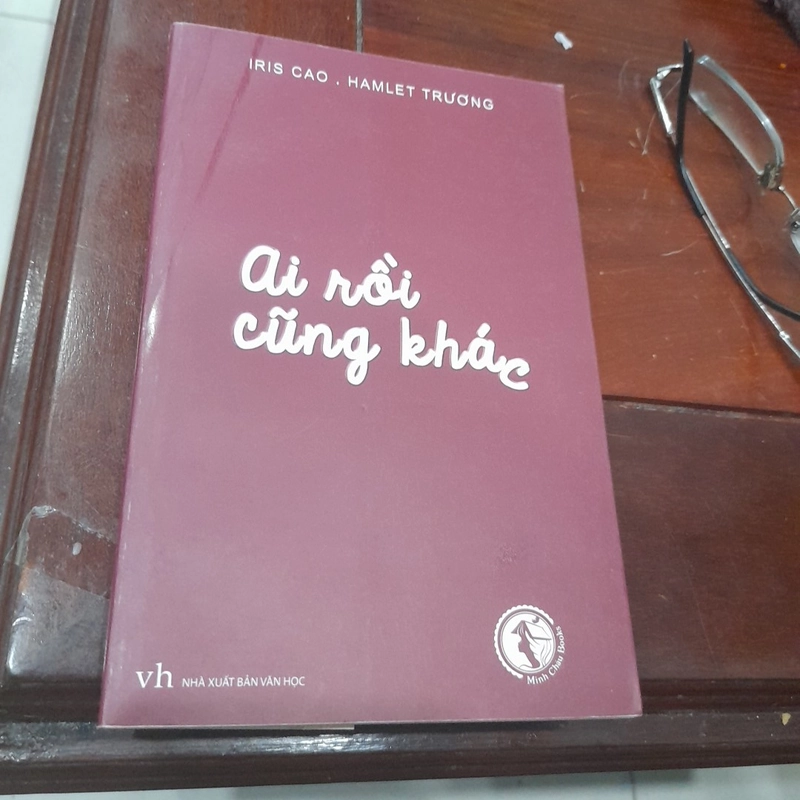 IRIS CAO . HAMLET TRƯƠNG
Ai rồi
cũng khác
vh NHÀ XUẤT BẢN VĂN HỌC
Minh Châu Books